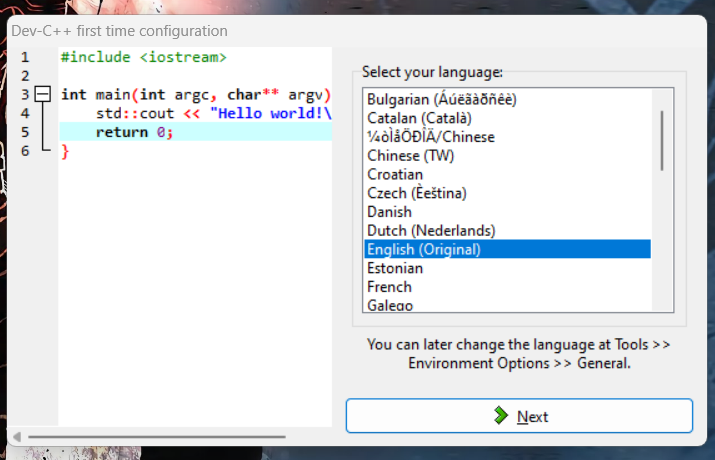 Dev-C++ first time configuration
1 #include <iostream>
2
3 int main(int argc, char** argv)
4 std::cout << "Hello world!\
5 return 0;
6 }
Select your language:
Bulgarian (Áúëãàðñêè)
Catalan (Català)
¼òÌåÖÐÎÄ/Chinese
Chinese (TW)
Croatian
Czech (Èeština)
Danish
Dutch (Nederlands)
English (Original)
Estonian
French
Galego
You can later change the language at Tools >>
Environment Options >> General.
Next